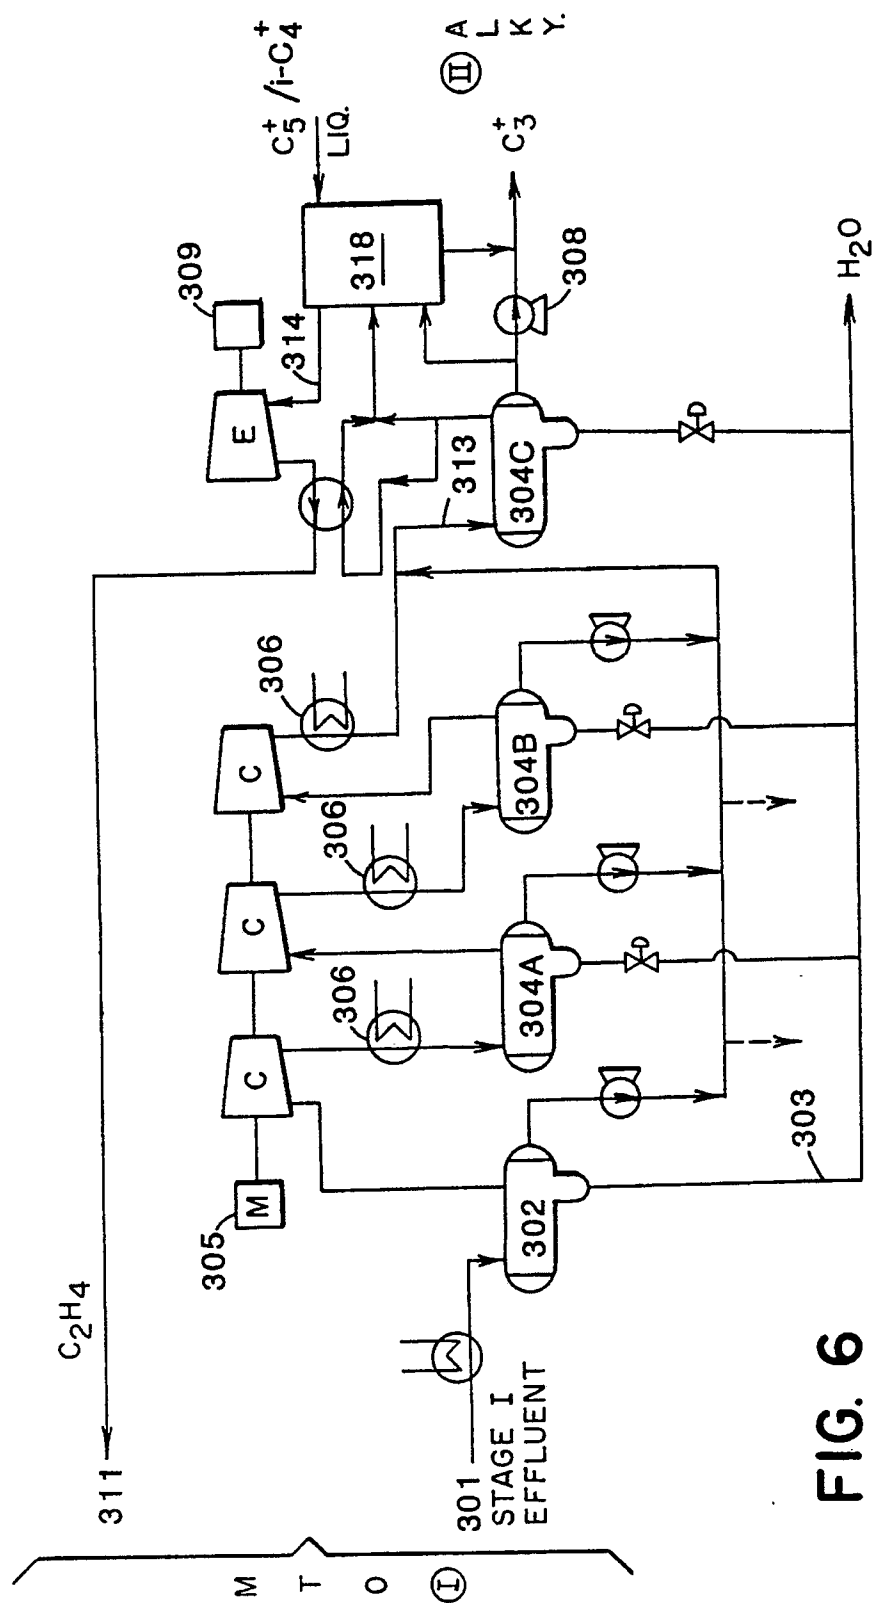 C₂H₄
311
M T O Ⓘ
301
STAGE I
EFFLUENT
305
M
C
C
C
306
306
306
E
309
314
318
C₅⁺/i-C₄⁺
LIQ.
Ⓘ︎Ⓘ︎ ALKY.
313
302
304A
304B
304C
308
C₃⁺
D
D
D
303
H₂O
FIG. 6